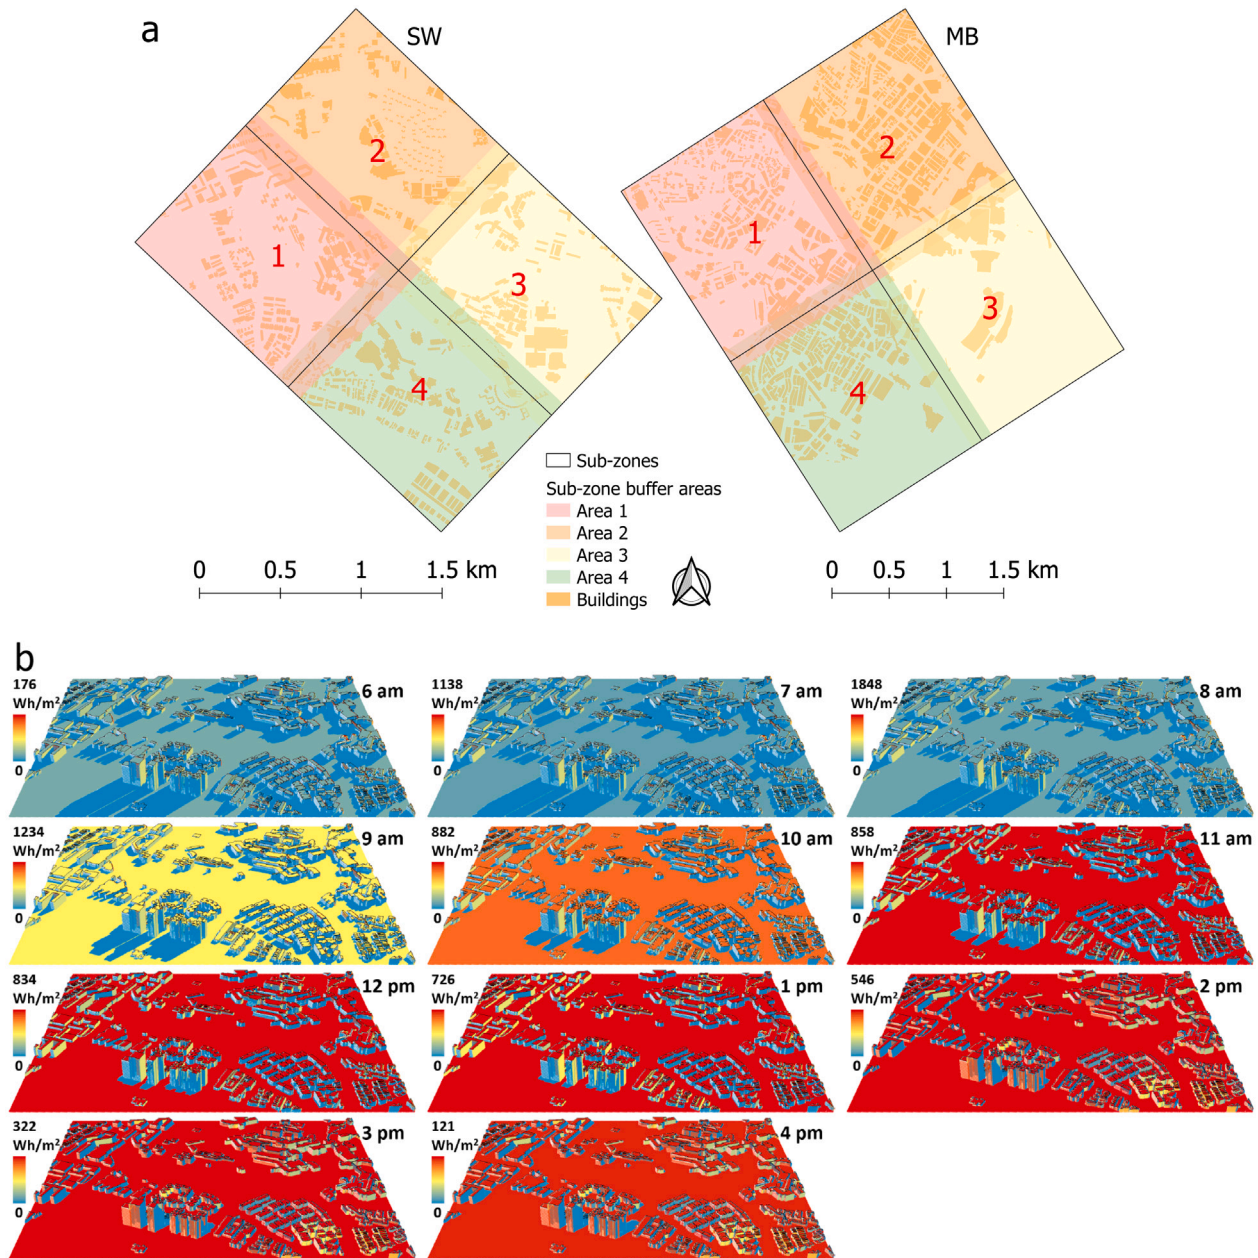 a
SW
MB
2
1
3
4
2
1
3
4
Sub-zones
Sub-zone buffer areas
Area 1
Area 2
Area 3
Area 4
Buildings
0 0.5 1 1.5 km
0 0.5 1 1.5 km
b
176
Wh/m²
0
6 am
1138
Wh/m²
0
7 am
1848
Wh/m²
0
8 am
1234
Wh/m²
0
9 am
882
Wh/m²
0
10 am
858
Wh/m²
0
11 am
834
Wh/m²
0
12 pm
726
Wh/m²
0
1 pm
546
Wh/m²
0
2 pm
322
Wh/m²
0
3 pm
121
Wh/m²
0
4 pm